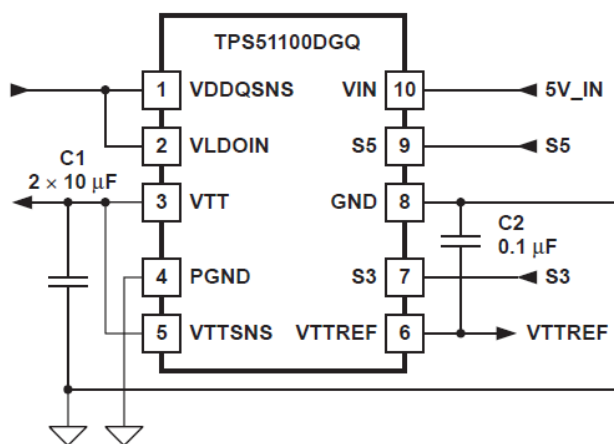 TPS51100DGQ
1 VDDQSNS VIN 10 5V_IN
2 VLDOIN S5 9 S5
C1
2 × 10 μF
3 VTT GND 8
C2
0.1 μF
4 PGND S3 7 S3
5 VTTSNS VTTREF 6 VTTREF